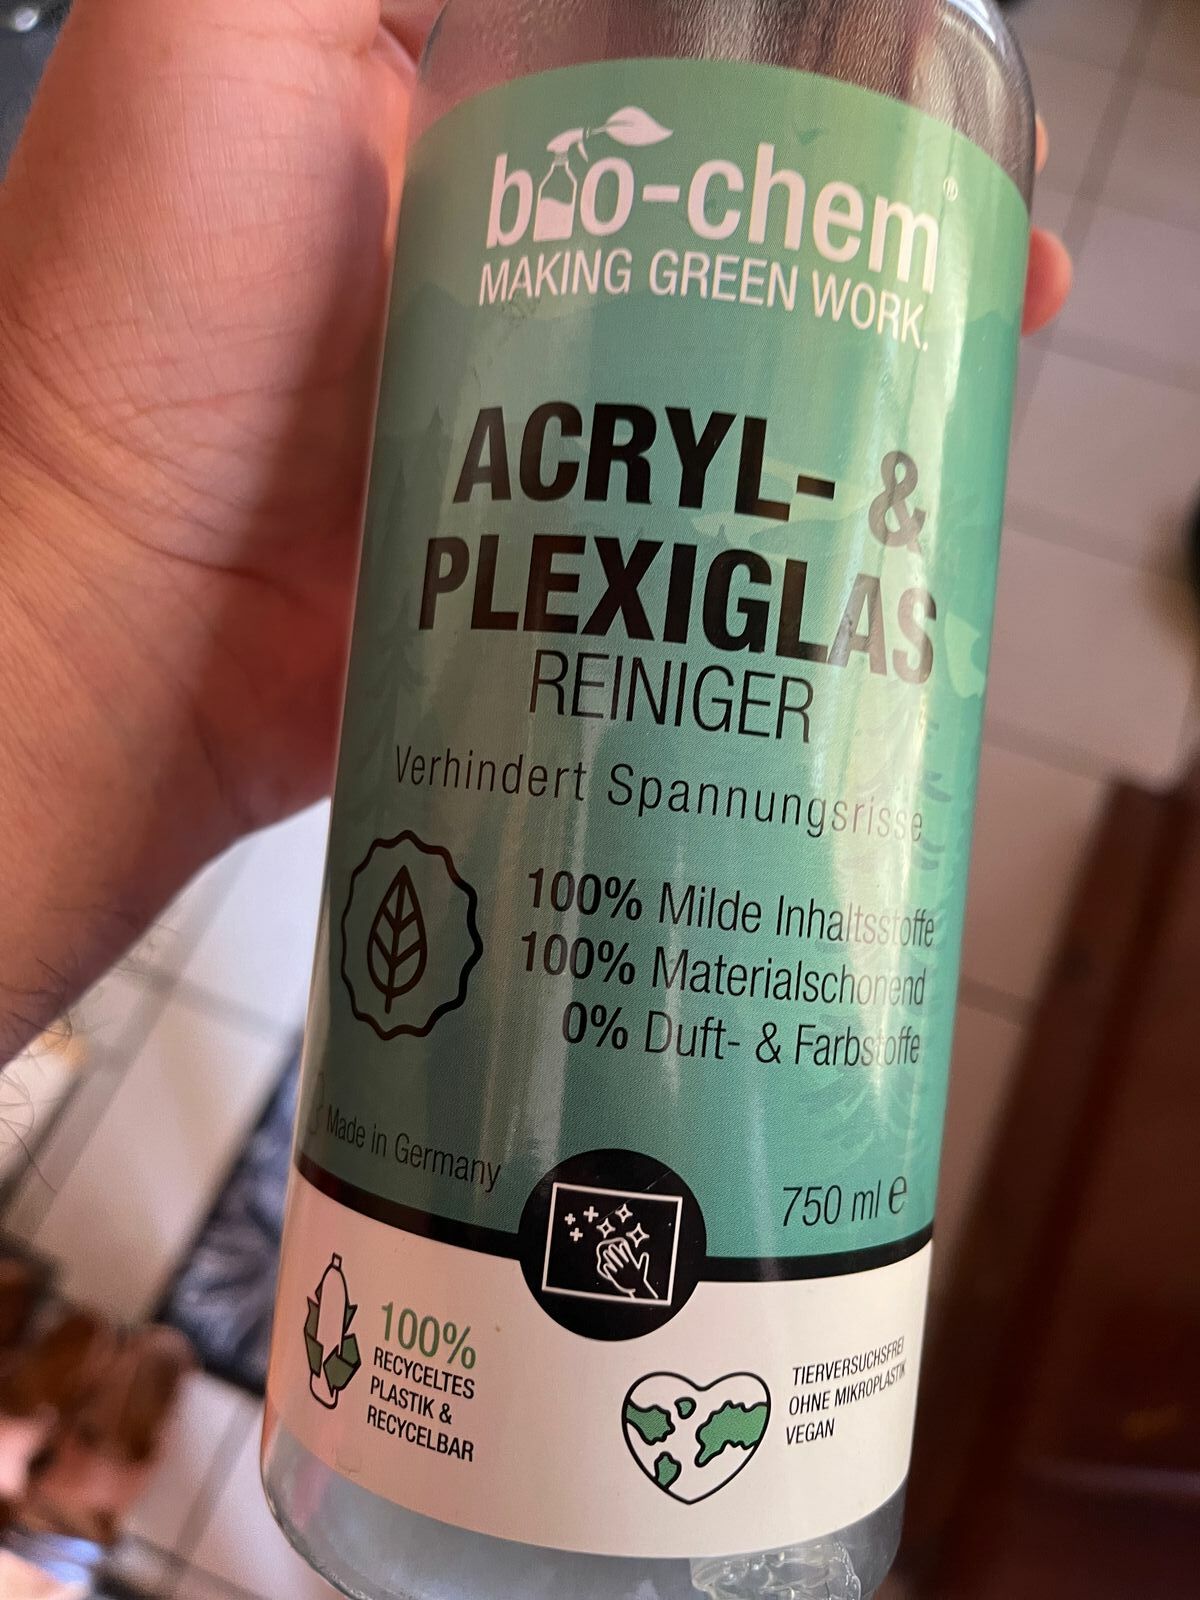 bio-chem®
MAKING GREEN WORK.
ACRYL- &
PLEXIGLAS
REINIGER
Verhindert Spannungsrisse
100% Milde Inhaltsstoffe
100% Materialschonend
0% Duft- & Farbstoffe
Made in Germany
750 ml e
100%
RECYCELTES
PLASTIK &
RECYCELBAR
TIERVERSUCHSFREI
OHNE MIKROPLASTIK
VEGAN